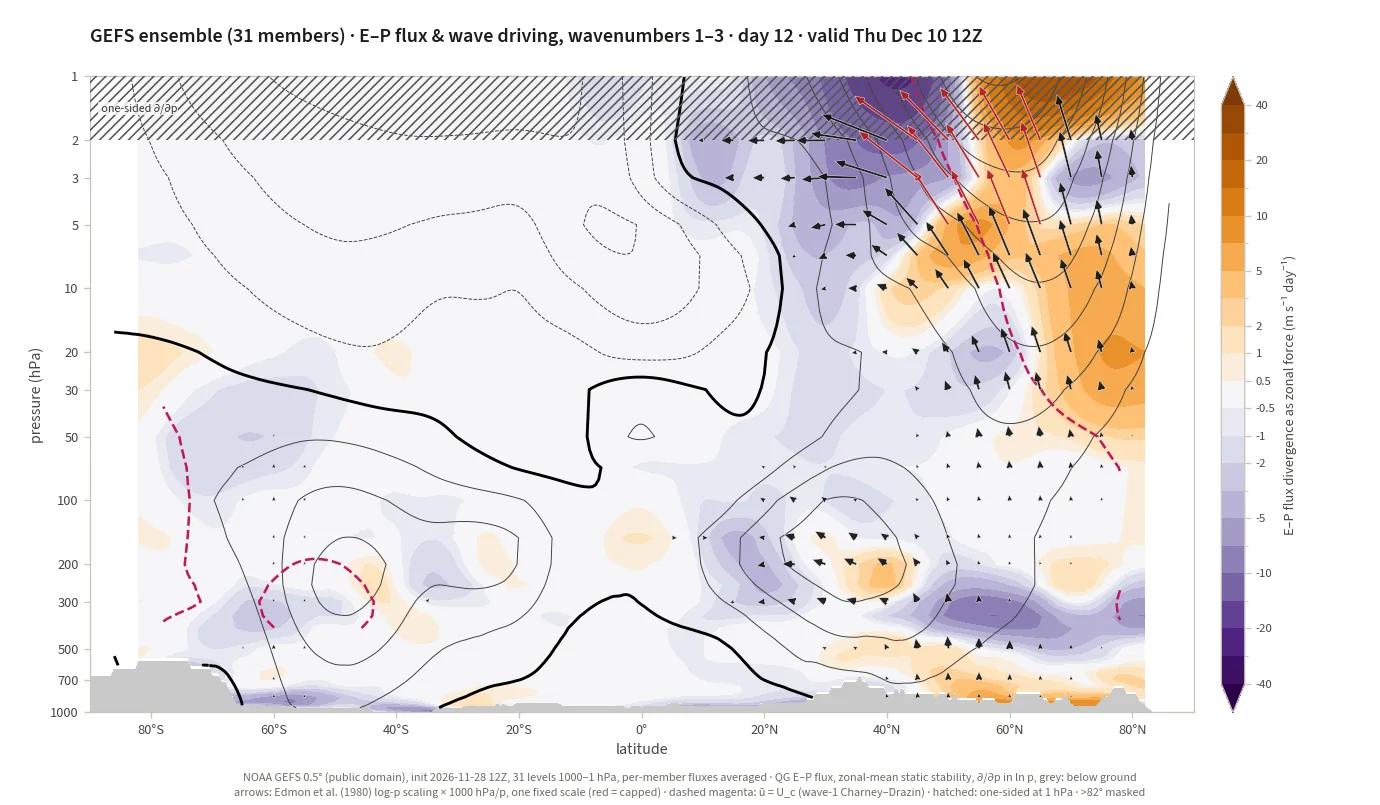 GEFS ensemble (31 members) · E–P flux & wave driving, wavenumbers 1–3 · day 12 · valid Thu Dec 10 12Z
one-sided ∂/∂p
pressure (hPa)
1
2
3
5
10
20
30
50
100
200
300
500
700
1000
80°S
60°S
40°S
20°S
0°
20°N
40°N
60°N
80°N
latitude
40
20
10
5
2
1
0.5
-0.5
-1
-2
-5
-10
-20
-40
E–P flux divergence as zonal force (m s⁻¹ day⁻¹)
NOAA GEFS 0.5° (public domain), init 2026-11-28 12Z, 31 levels 1000–1 hPa, per-member fluxes averaged · QG E–P flux, zonal-mean static stability, ∂/∂p in ln p, grey: below ground
arrows: Edmon et al. (1980) log-p scaling × 1000 hPa/p, one fixed scale (red = capped) · dashed magenta: ū = U_c (wave-1 Charney–Drazin) · hatched: one-sided at 1 hPa · >82° masked